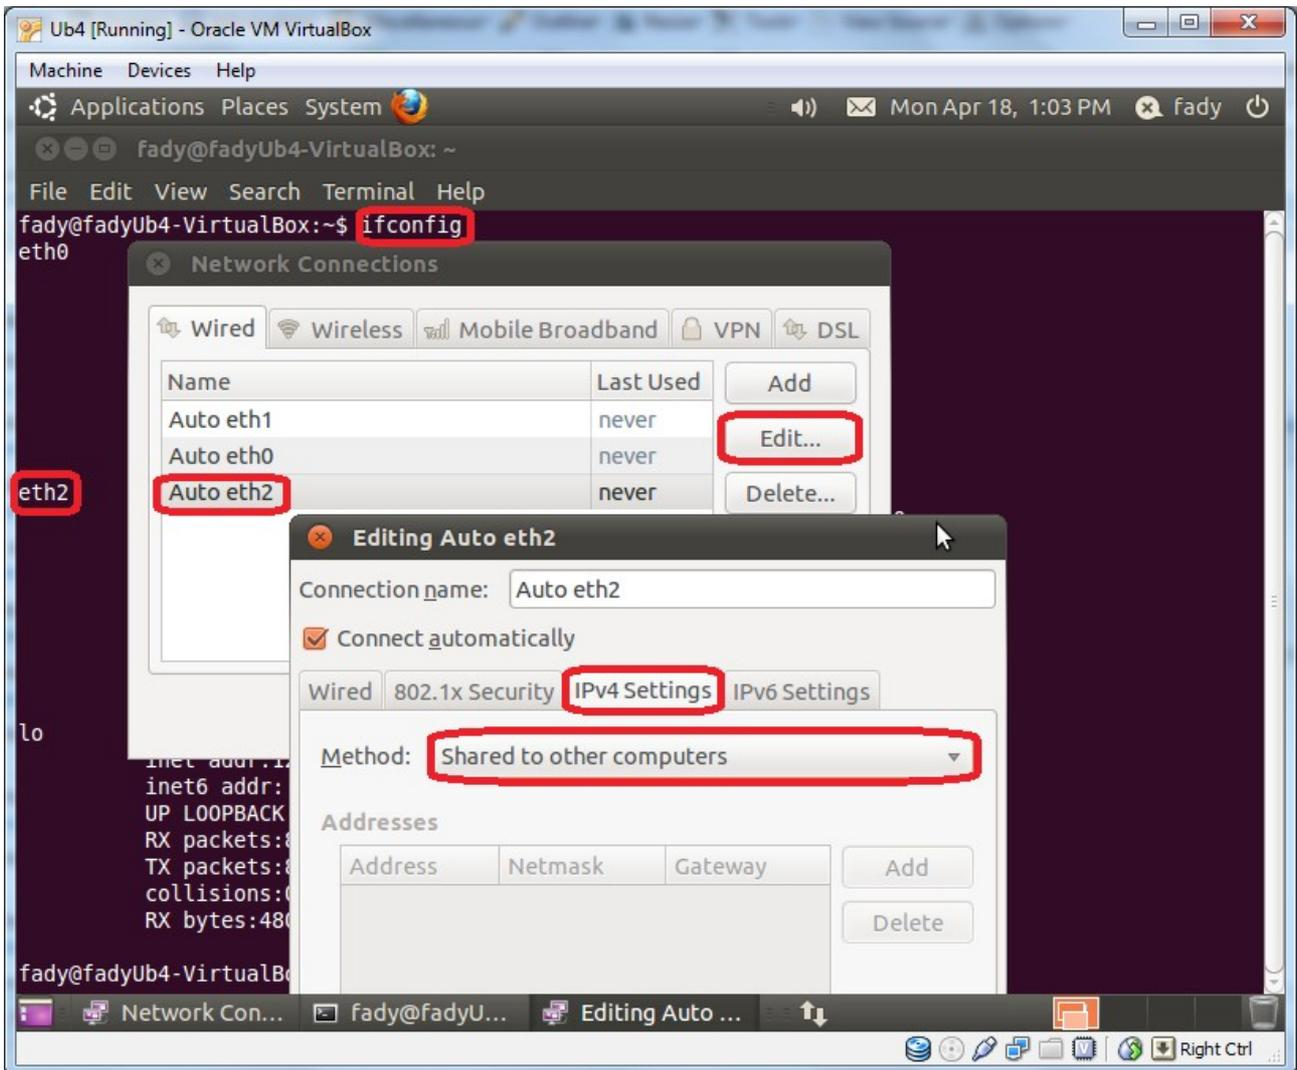 Ub4 [Running] - Oracle VM VirtualBox
Machine Devices Help
Applications Places System Mon Apr 18, 1:03 PM fady
fady@fadyUb4-VirtualBox: ~
File Edit View Search Terminal Help
fady@fadyUb4-VirtualBox:~$ ifconfig
eth0
Network Connections
Wired Wireless Mobile Broadband VPN DSL
Name Last Used Add
Auto eth1 never
Edit...
Auto eth0 never
eth2 Auto eth2 never Delete...
Editing Auto eth2
Connection name: Auto eth2
Connect automatically
Wired 802.1x Security IPv4 Settings IPv6 Settings
lo
Method: Shared to other computers
inet6 addr:
UP LOOPBACK
Addresses
RX packets:8
Address Netmask Gateway Add
TX packets:8
collisions:0
RX bytes:480
Delete
fady@fadyUb4-VirtualBo
Network Con... fady@fadyU... Editing Auto ...
Right Ctrl